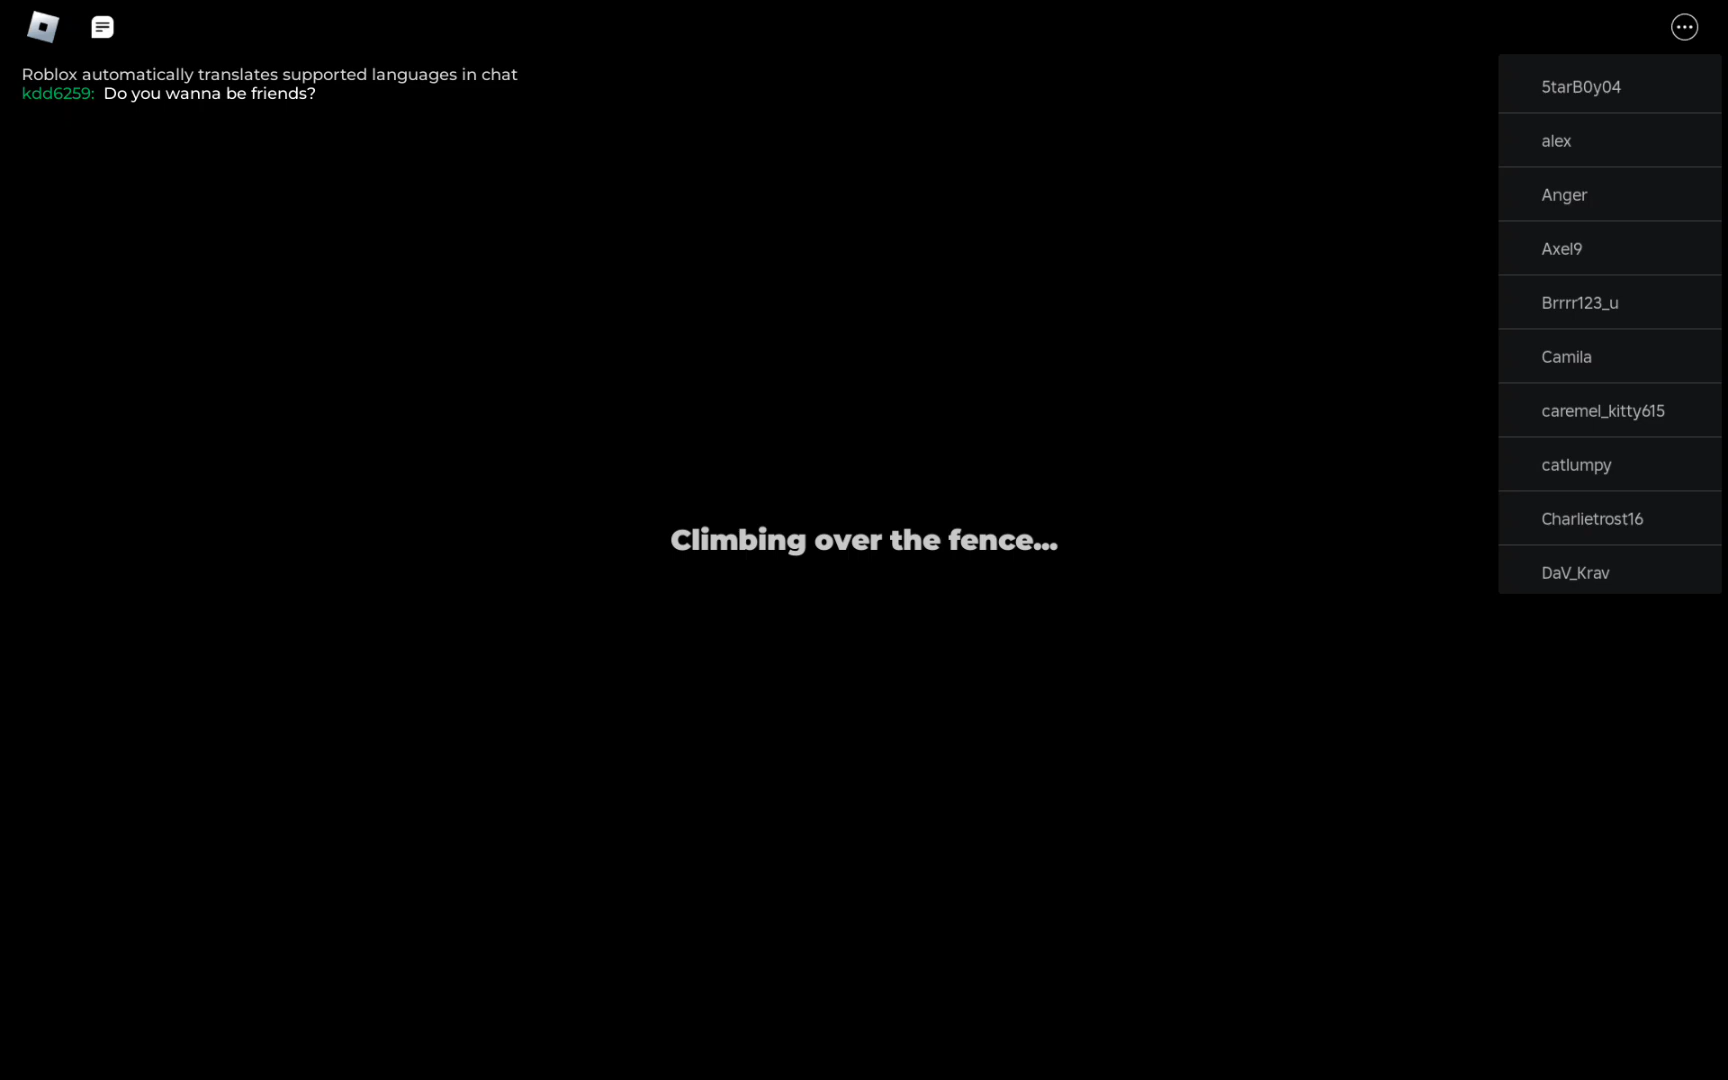 Roblox automatically translates supported languages in chat
kdd6259: Do you wanna be friends?
5tarB0y04
alex
Anger
Axel9
Brrrr123_u
Camila
caremel_kitty615
catlumpy
Charlietrost16
DaV_Krav
Climbing over the fence...